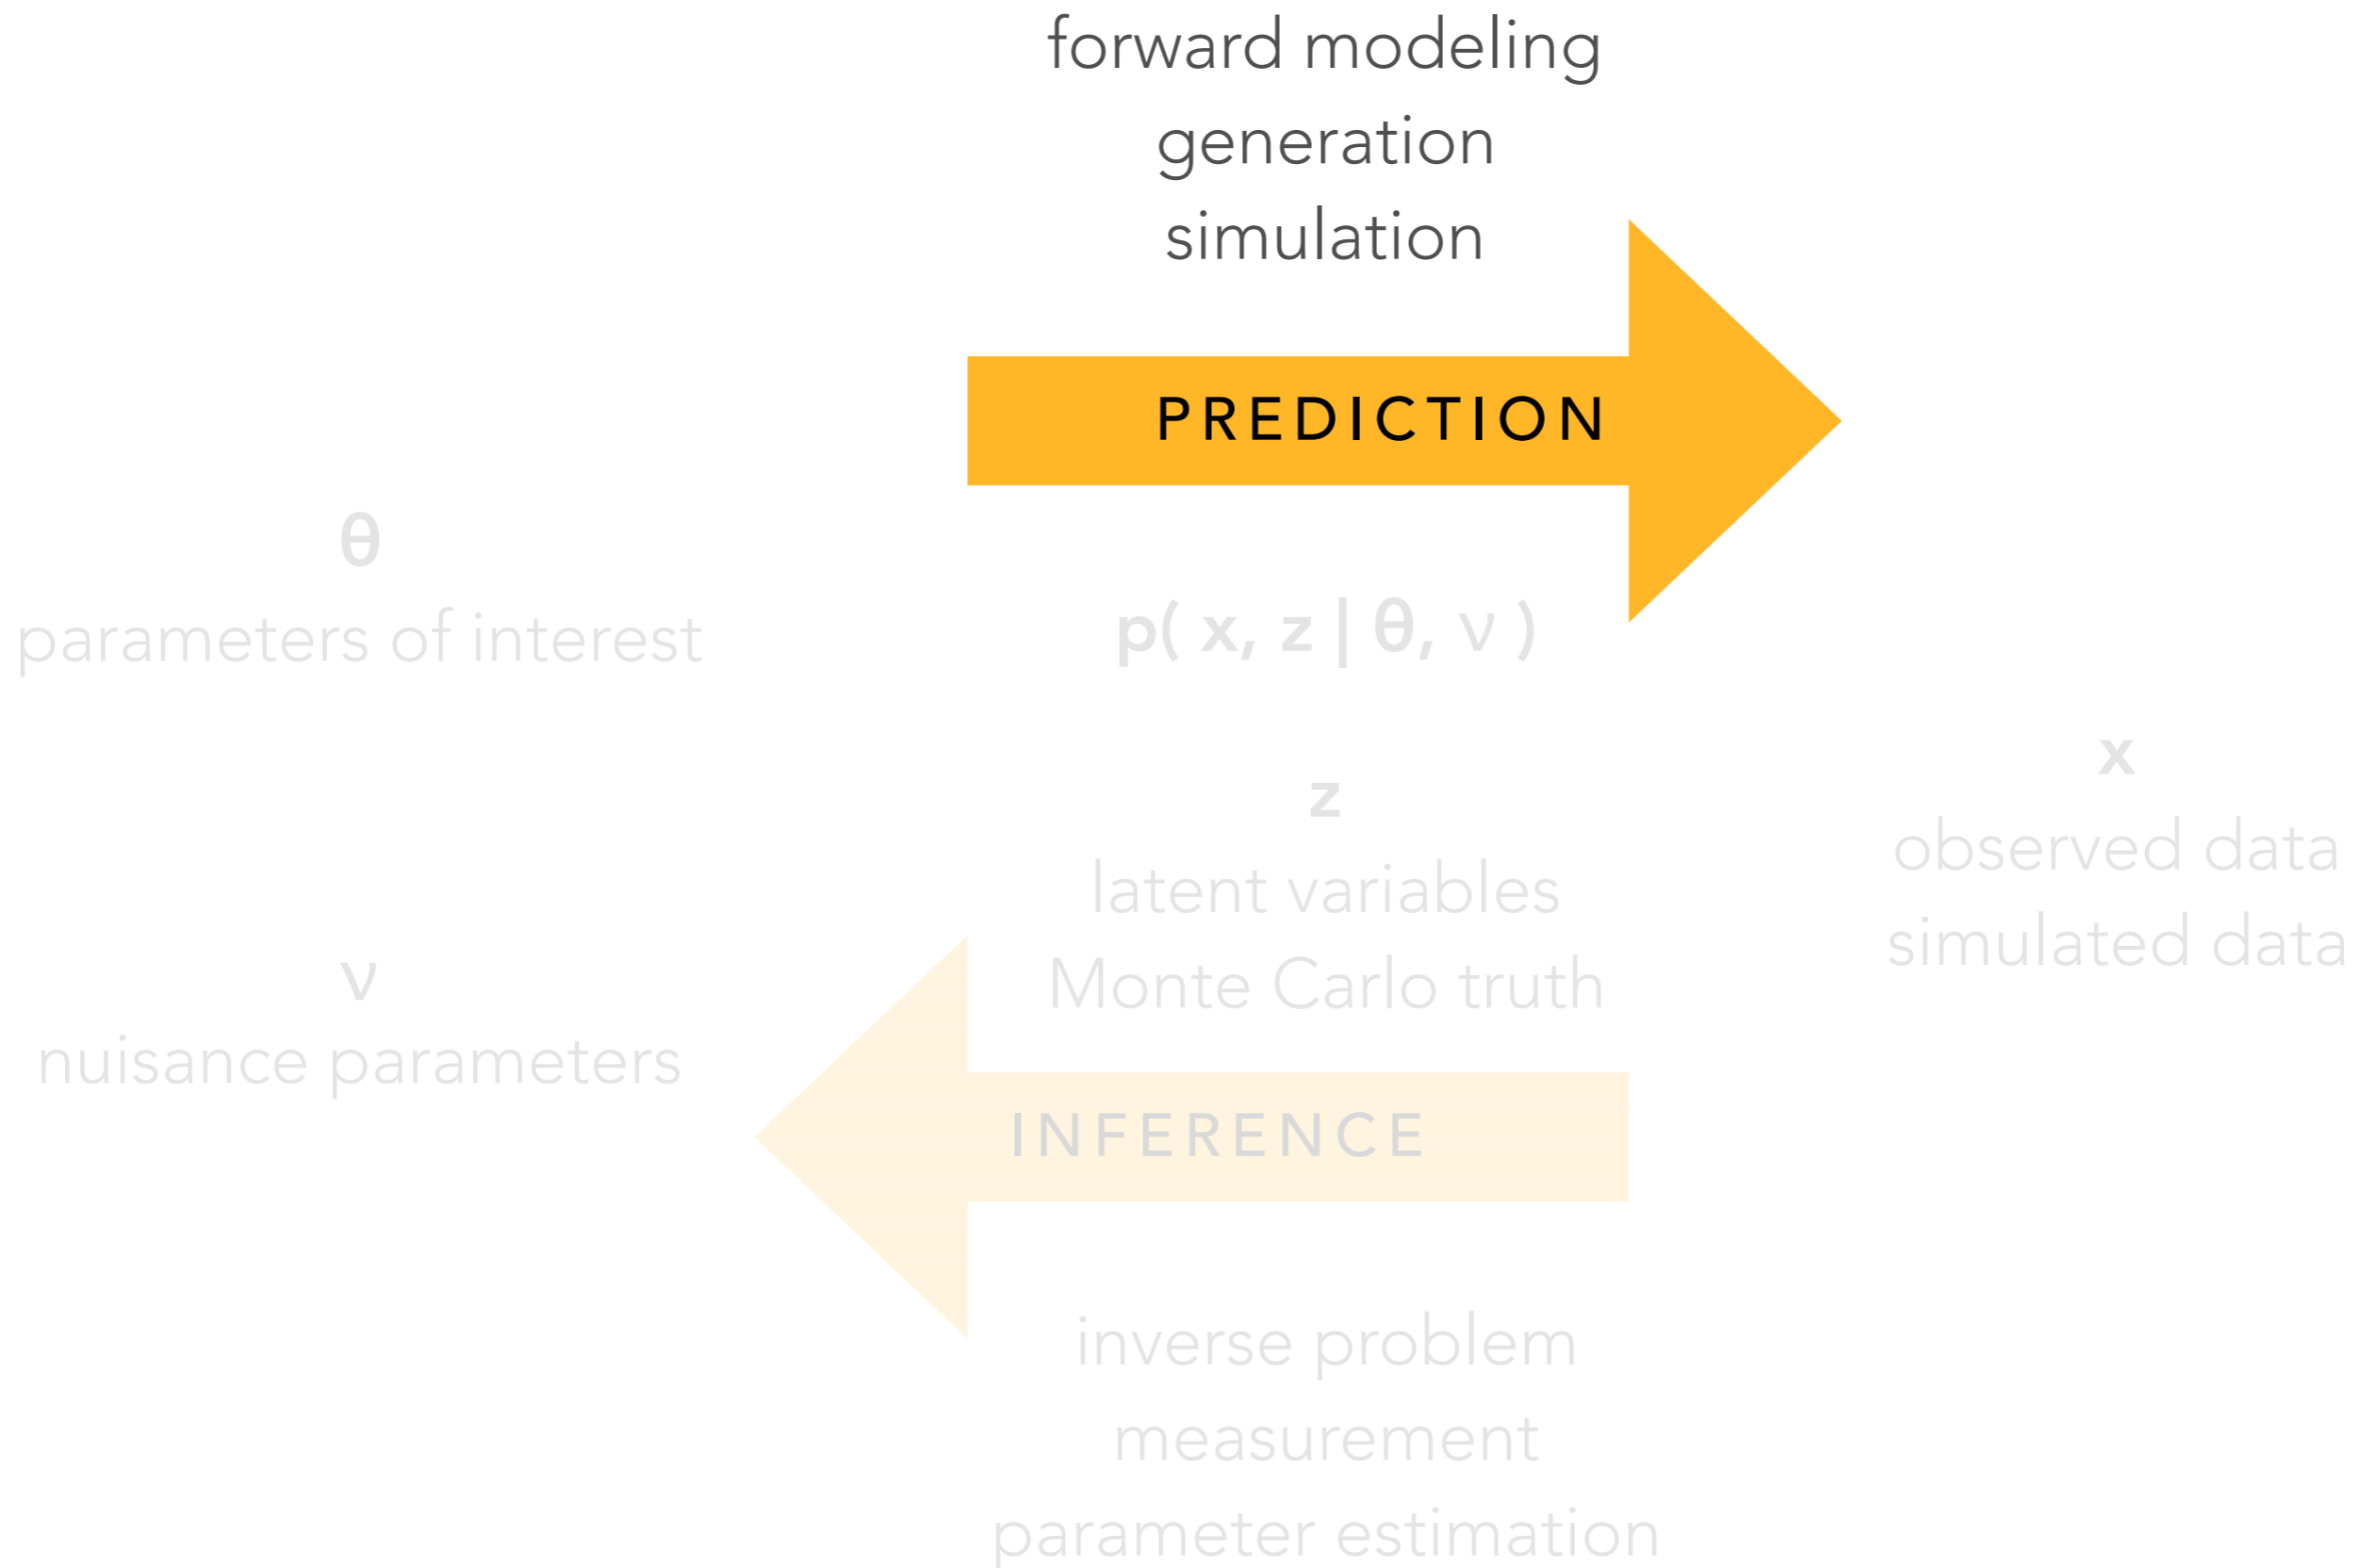 forward modeling
generation
simulation
PREDICTION
θ
parameters of interest
p( x, z | θ, ν )
x
observed data
simulated data
z
latent variables
Monte Carlo truth
ν
nuisance parameters
INFERENCE
inverse problem
measurement
parameter estimation